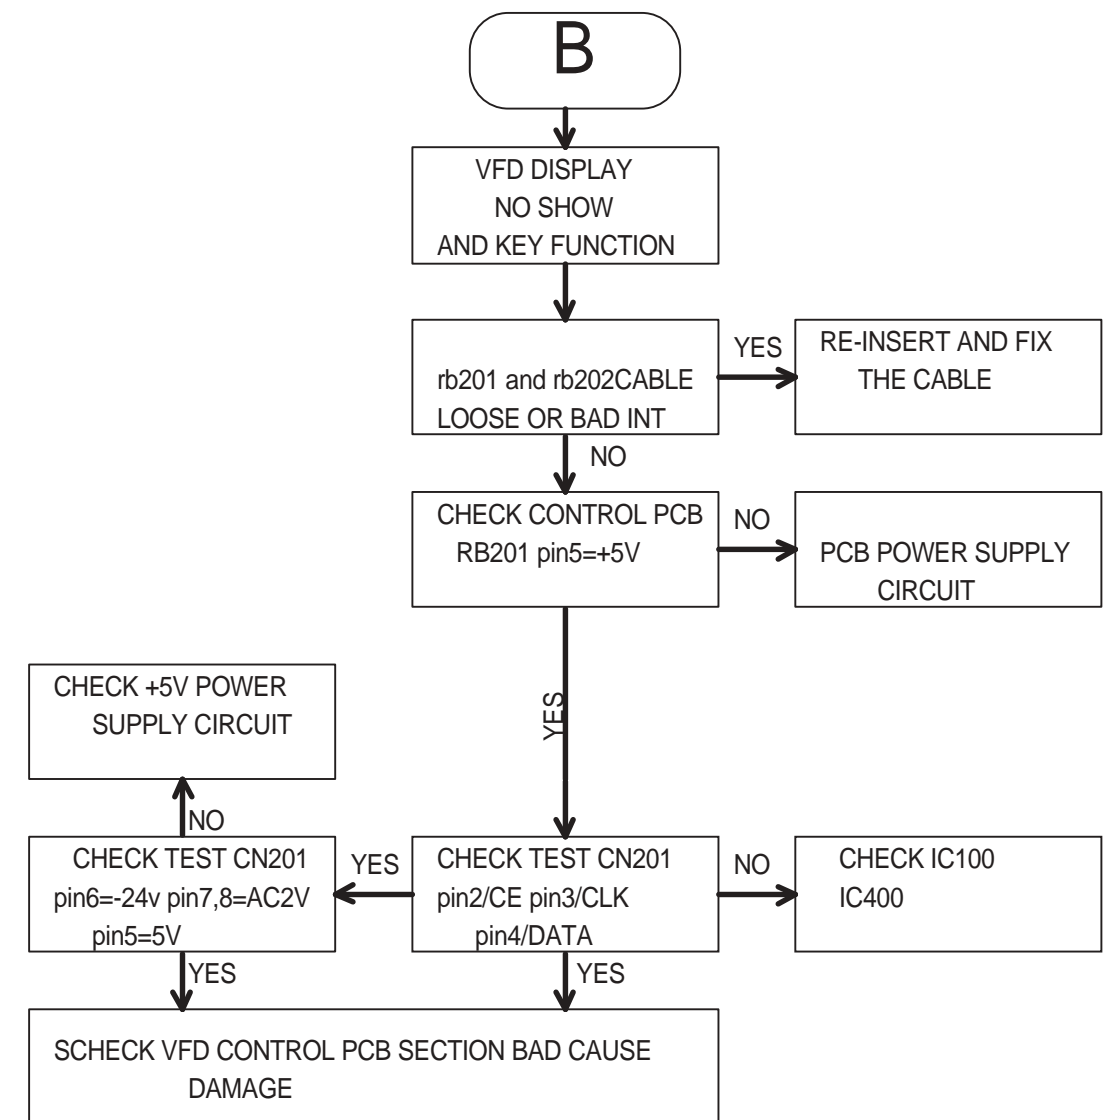 B
VFD DISPLAY
NO SHOW
AND KEY FUNCTION
rb201 and rb202CABLE
LOOSE OR BAD INT
YES
RE-INSERT AND FIX
THE CABLE
NO
CHECK CONTROL PCB
RB201 pin5=+5V
NO
PCB POWER SUPPLY
CIRCUIT
YES
CHECK +5V POWER
SUPPLY CIRCUIT
NO
CHECK TEST CN201
pin6=-24v pin7,8=AC2V
pin5=5V
YES
CHECK TEST CN201
pin2/CE pin3/CLK
pin4/DATA
NO
CHECK IC100
IC400
YES
YES
SCHECK VFD CONTROL PCB SECTION BAD CAUSE
DAMAGE